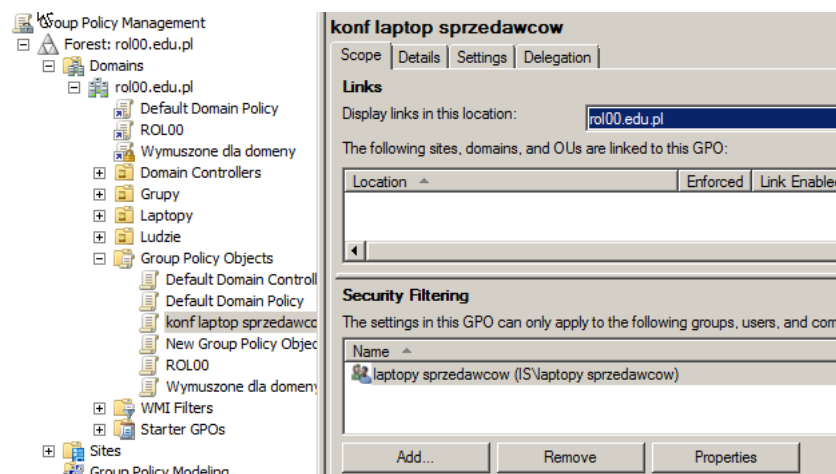 Group Policy Management
Forest: rol00.edu.pl
Domains
rol00.edu.pl
Default Domain Policy
ROL00
Wymuszone dla domeny
Domain Controllers
Grupy
Laptopy
Ludzie
Group Policy Objects
Default Domain Controll
Default Domain Policy
konf laptop sprzedawco
New Group Policy Objec
ROL00
Wymuszone dla domeny
WMI Filters
Starter GPOs
Sites
Group Policy Modeling
konf laptop sprzedawcow
Scope Details Settings Delegation
Links
Display links in this location: rol00.edu.pl
The following sites, domains, and OUs are linked to this GPO:
Location Enforced Link Enabled
Security Filtering
The settings in this GPO can only apply to the following groups, users, and com
Name
laptopy sprzedawcow (IS\laptopy sprzedawcow)
Add... Remove Properties